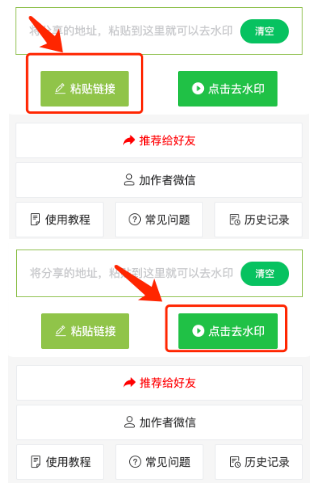 将分享的地址，粘贴到这里就可以去水印 清空
粘贴链接 点击去水印
推荐给好友
加作者微信
使用教程 常见问题 历史记录
将分享的地址，粘贴到这里就可以去水印 清空
粘贴链接 点击去水印
推荐给好友
加作者微信
使用教程 常见问题 历史记录